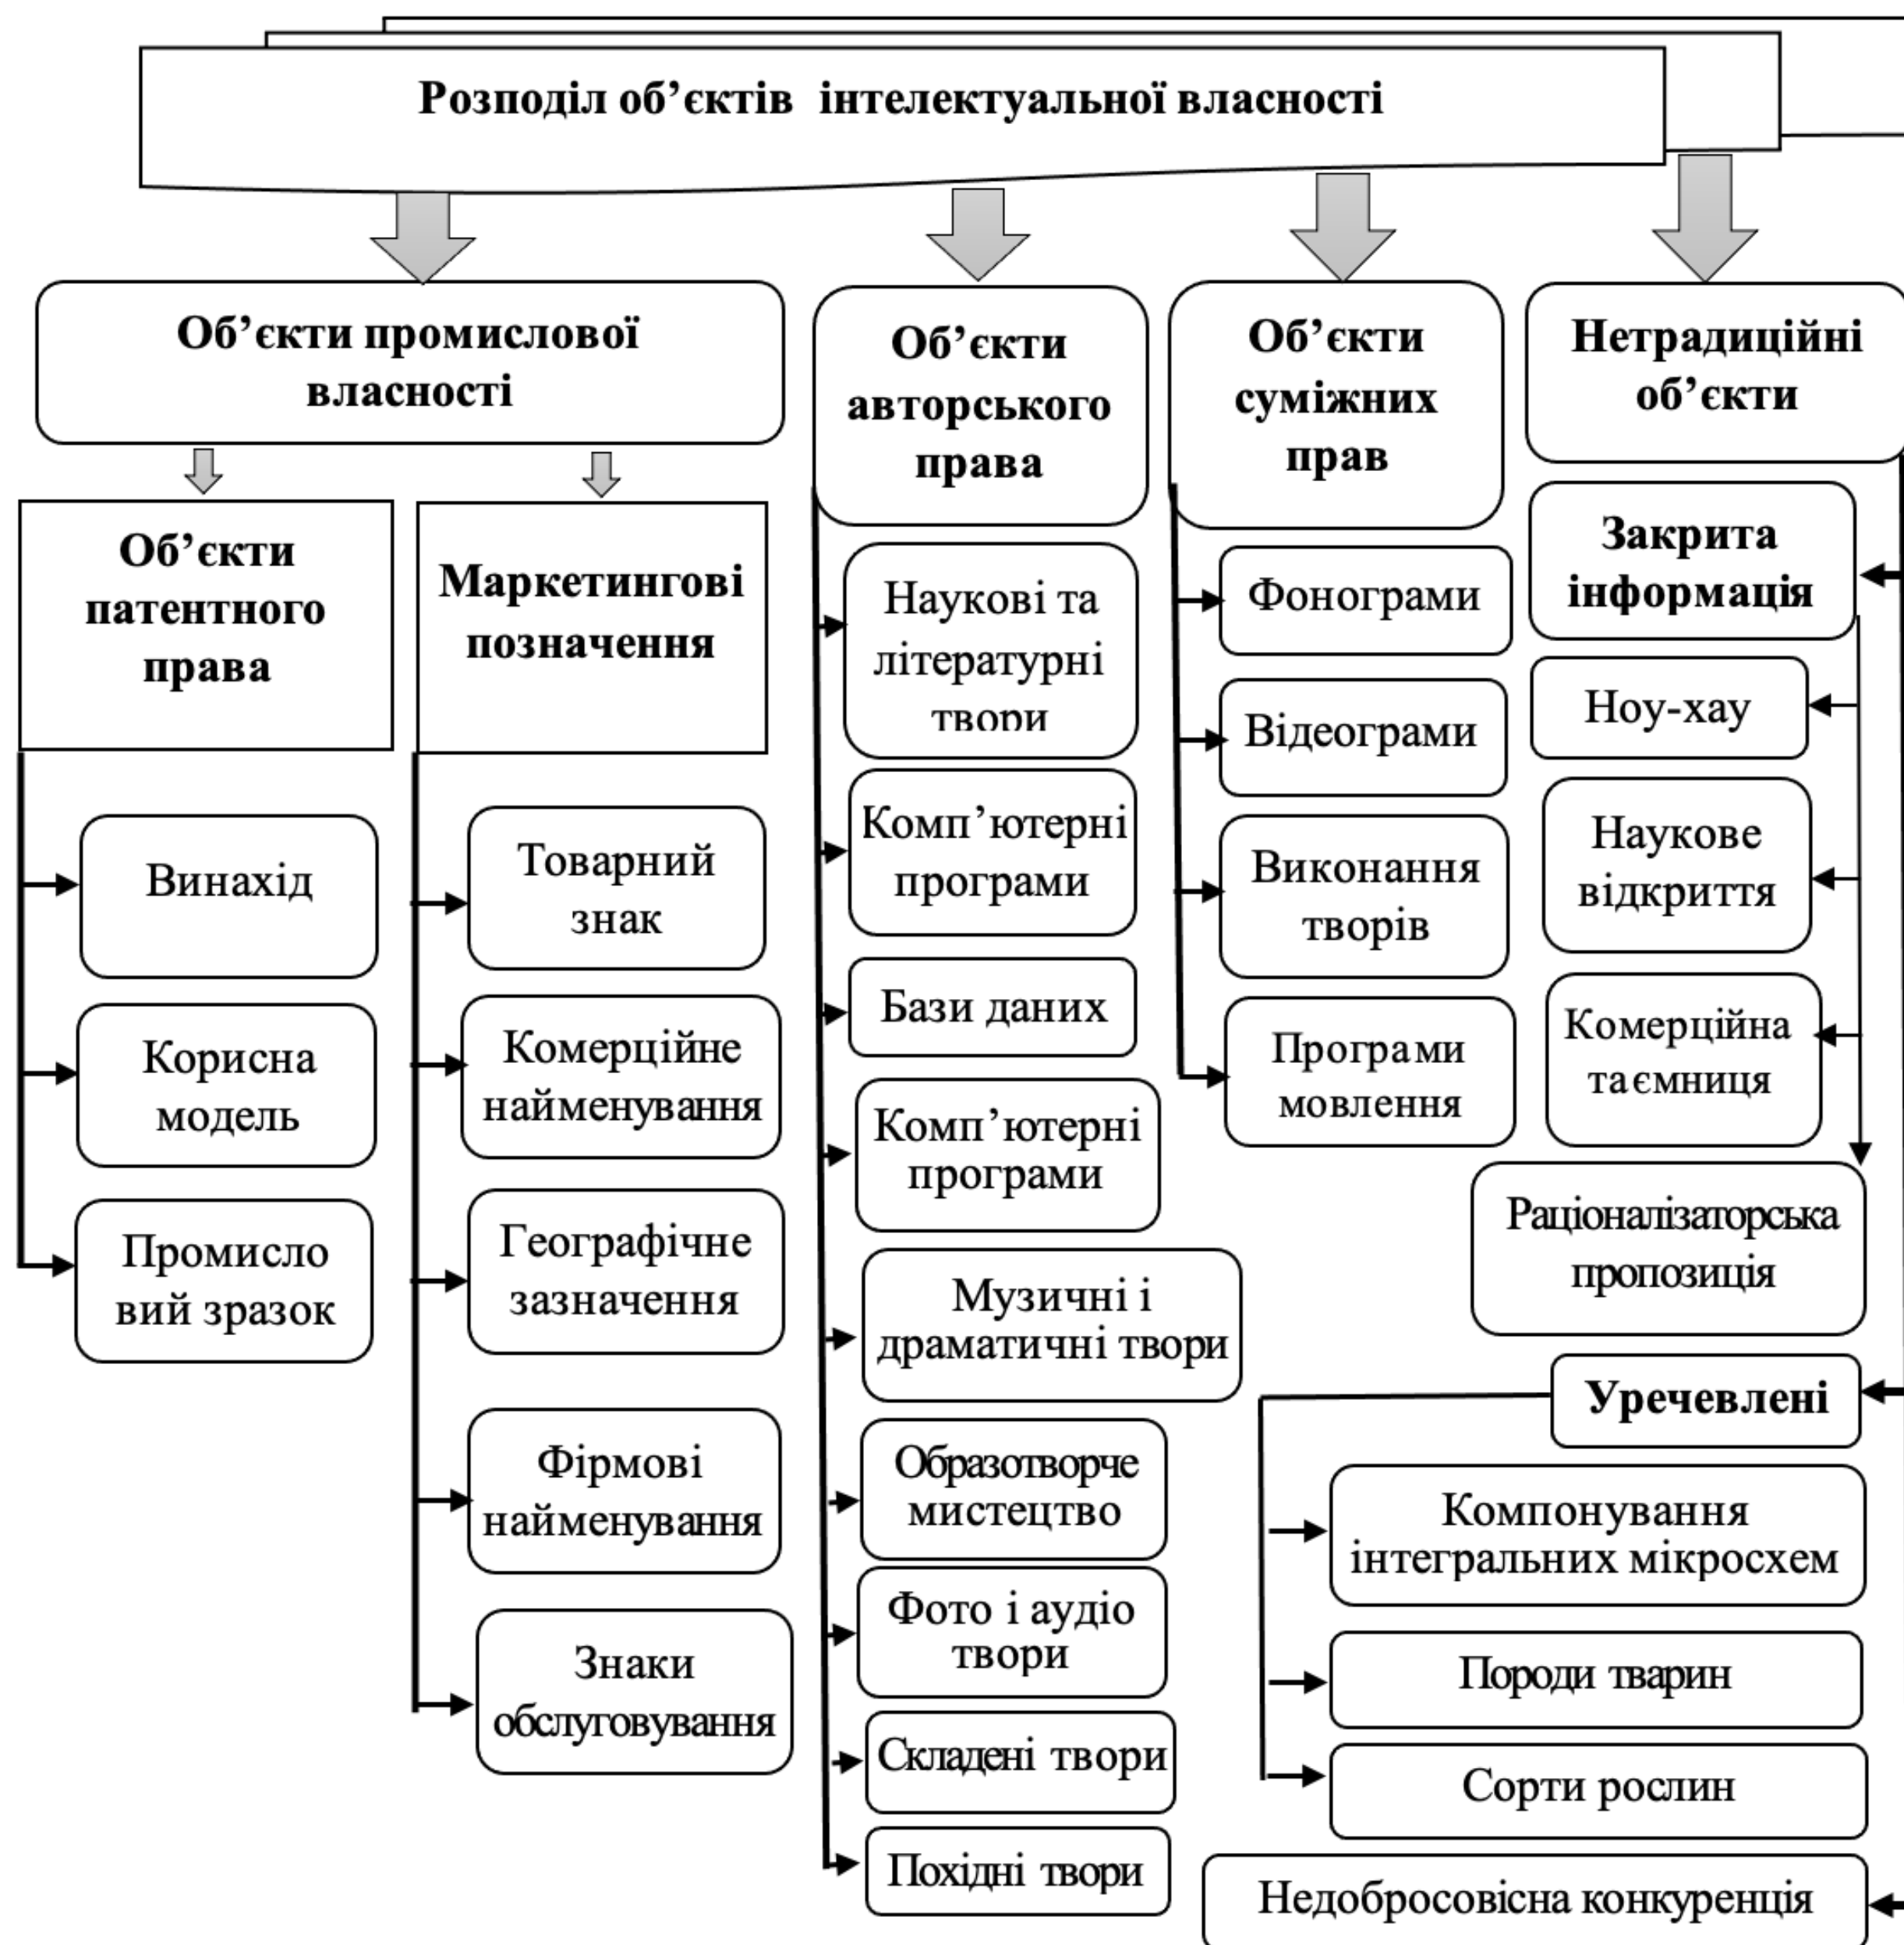 Розподіл об’єктів інтелектуальної власності
Об’єкти промислової
власності
Об’єкти
патентного
права
Винахід
Корисна
модель
Промисло
вий зразок
Маркетингові
позначення
Товарний
знак
Комерційне
найменування
Географічне
зазначення
Фірмові
найменування
Знаки
обслуговування
Об’єкти
авторського
права
Наукові та
літературні
твори
Комп’ютерні
програми
Бази даних
Комп’ютерні
програми
Музичні і
драматичні твори
Образотворче
мистецтво
Фото і аудіо
твори
Складені твори
Похідні твори
Об’єкти
суміжних
прав
Фонограми
Відеограми
Виконання
творів
Програми
мовлення
Нетрадиційні
об’єкти
Закрита
інформація
Ноу-хау
Наукове
відкриття
Комерційна
таємниця
Раціоналізаторська
пропозиція
Уречевлені
Компонування
інтегральних мікросхем
Породи тварин
Сорти рослин
Недобросовісна конкуренція